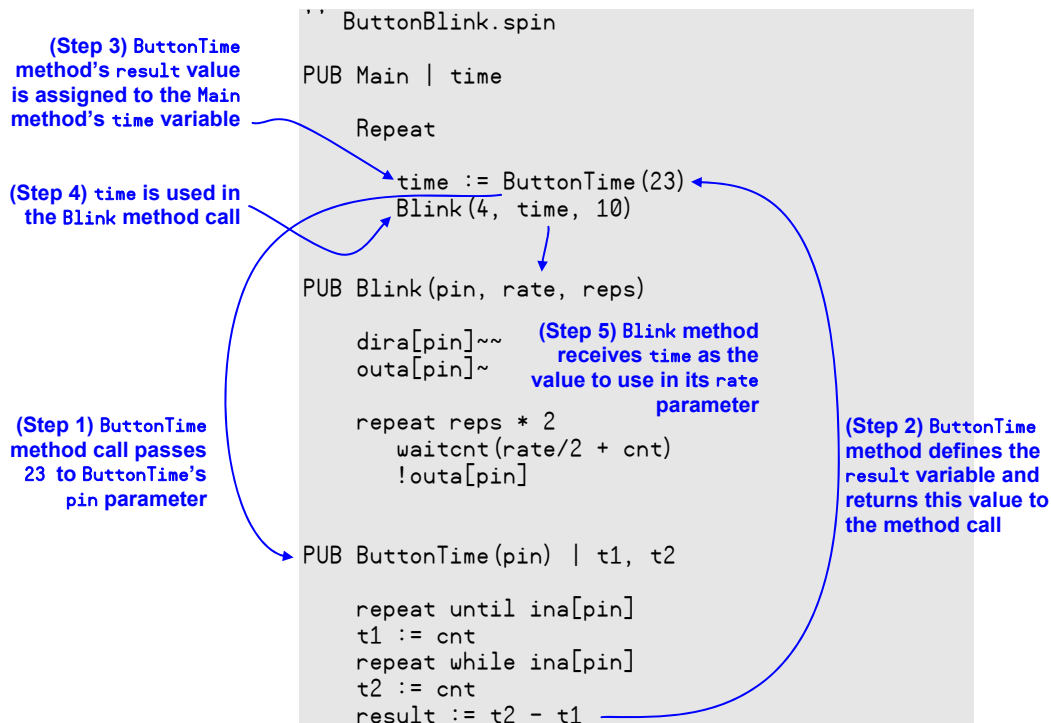 ''
ButtonBlink.spin
PUB Main | time
Repeat
time := ButtonTime(23)
Blink(4, time, 10)
PUB Blink(pin, rate, reps)
dira[pin]~~
outa[pin]~
repeat reps * 2
waitcnt(rate/2 + cnt)
!outa[pin]
PUB ButtonTime(pin) | t1, t2
repeat until ina[pin]
t1 := cnt
repeat while ina[pin]
t2 := cnt
result := t2 - t1
(Step 3) ButtonTime
method's result value
is assigned to the Main
method's time variable
(Step 4) time is used in
the Blink method call
(Step 5) Blink method
receives time as the
value to use in its rate
parameter
(Step 1) ButtonTime
method call passes
23 to ButtonTime's
pin parameter
(Step 2) ButtonTime
method defines the
result variable and
returns this value to
the method call